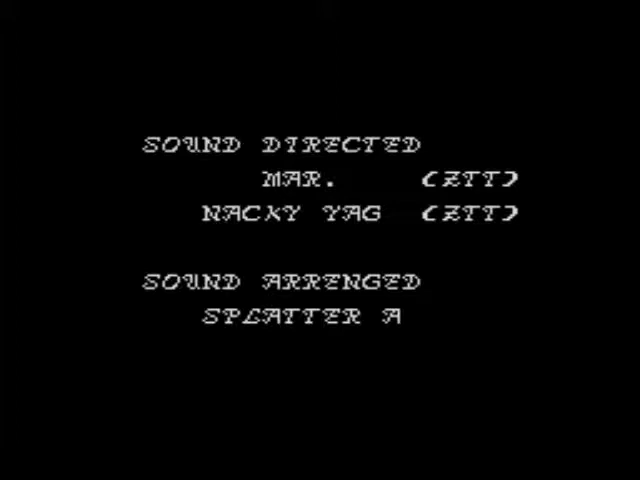 SOUND DIRECTED
MAR. (ZTT)
NACKY YAG (ZTT)
SOUND ARRENGED
SPLATTER A